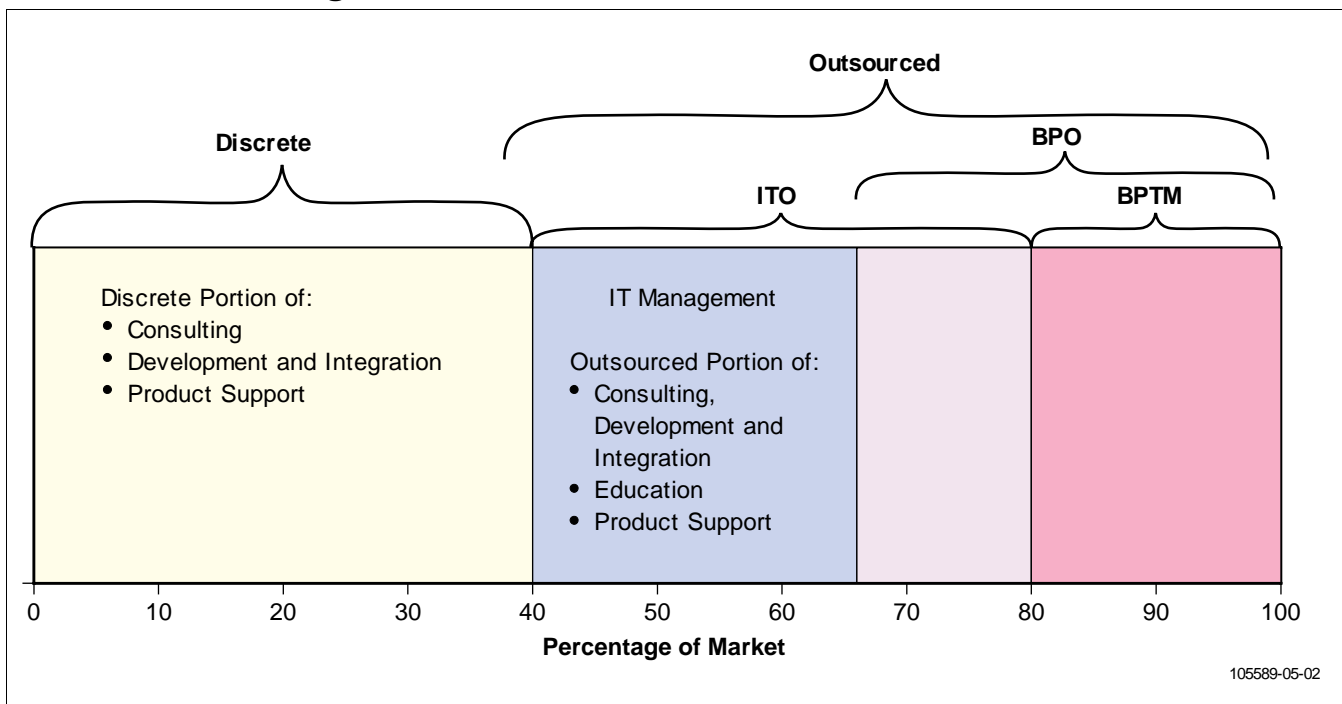 Outsourced
Discrete
BPO
ITO
BPTM
Discrete Portion of:
• Consulting
• Development and Integration
• Product Support
IT Management
Outsourced Portion of:
• Consulting,
Development and
Integration
• Education
• Product Support
0 10 20 30 40 50 60 70 80 90 100
Percentage of Market
105589-05-02